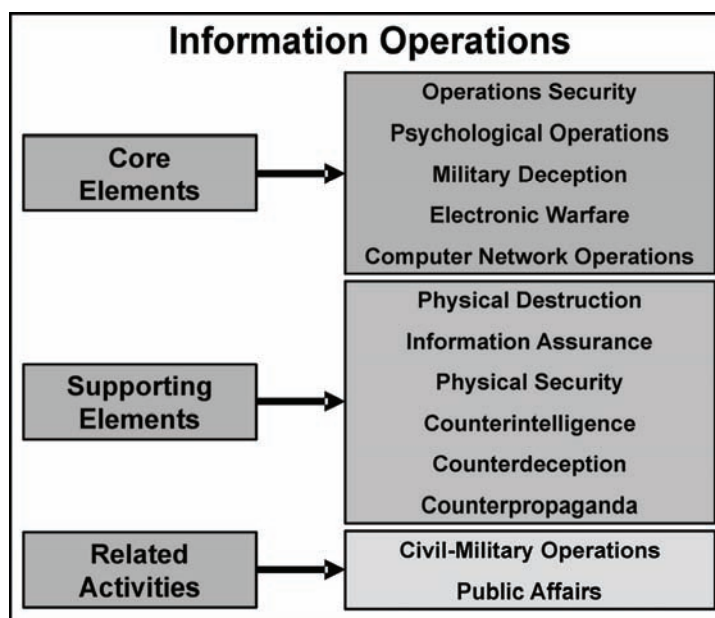 Information Operations
Core
Elements
Operations Security
Psychological Operations
Military Deception
Electronic Warfare
Computer Network Operations
Supporting
Elements
Physical Destruction
Information Assurance
Physical Security
Counterintelligence
Counterdeception
Counterpropaganda
Related
Activities
Civil-Military Operations
Public Affairs